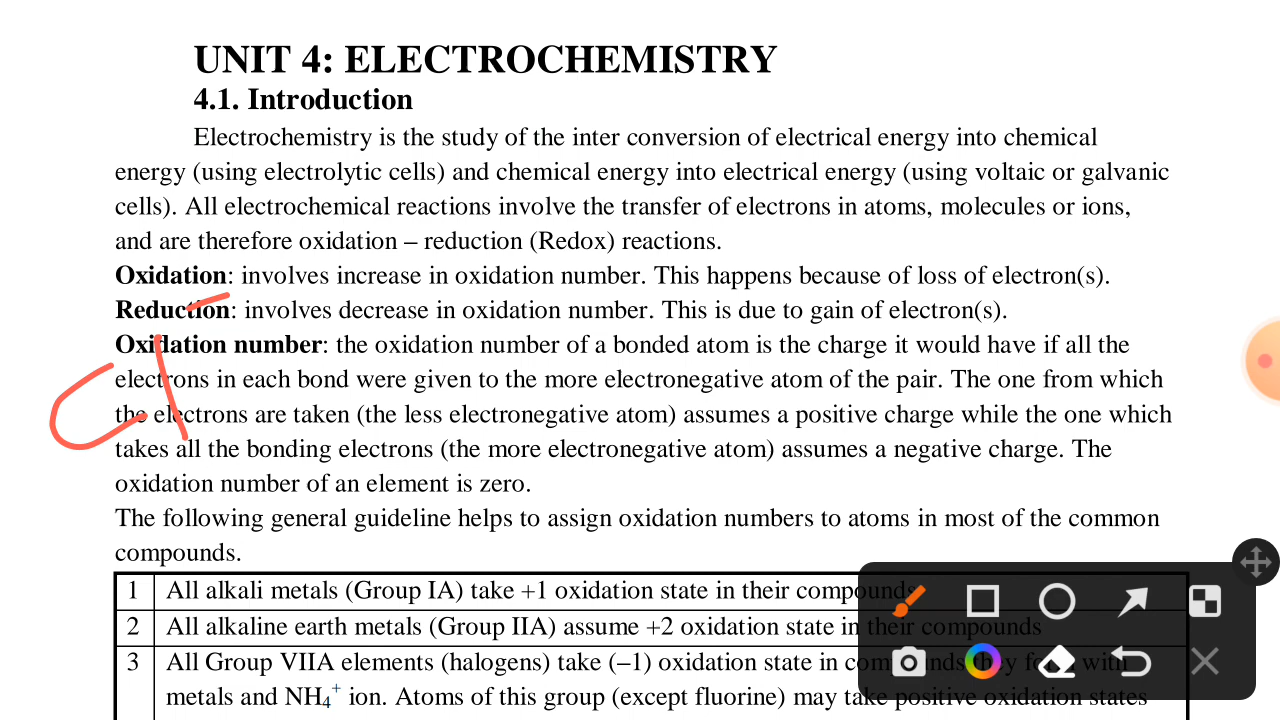 UNIT 4: ELECTROCHEMISTRY
4.1. Introduction
Electrochemistry is the study of the inter conversion of electrical energy into chemical
energy (using electrolytic cells) and chemical energy into electrical energy (using voltaic or galvanic
cells). All electrochemical reactions involve the transfer of electrons in atoms, molecules or ions,
and are therefore oxidation – reduction (Redox) reactions.
Oxidation: involves increase in oxidation number. This happens because of loss of electron(s).
Reduction: involves decrease in oxidation number. This is due to gain of electron(s).
Oxidation number: the oxidation number of a bonded atom is the charge it would have if all the
electrons in each bond were given to the more electronegative atom of the pair. The one from which
the electrons are taken (the less electronegative atom) assumes a positive charge while the one which
takes all the bonding electrons (the more electronegative atom) assumes a negative charge. The
oxidation number of an element is zero.
The following general guideline helps to assign oxidation numbers to atoms in most of the common
compounds.
1 All alkali metals (Group IA) take +1 oxidation state in their compounds
2 All alkaline earth metals (Group IIA) assume +2 oxidation state in their compounds
3 All Group VIIA elements (halogens) take (–1) oxidation state in compounds they form with
metals and NH₄⁺ ion. Atoms of this group (except fluorine) may take positive oxidation states